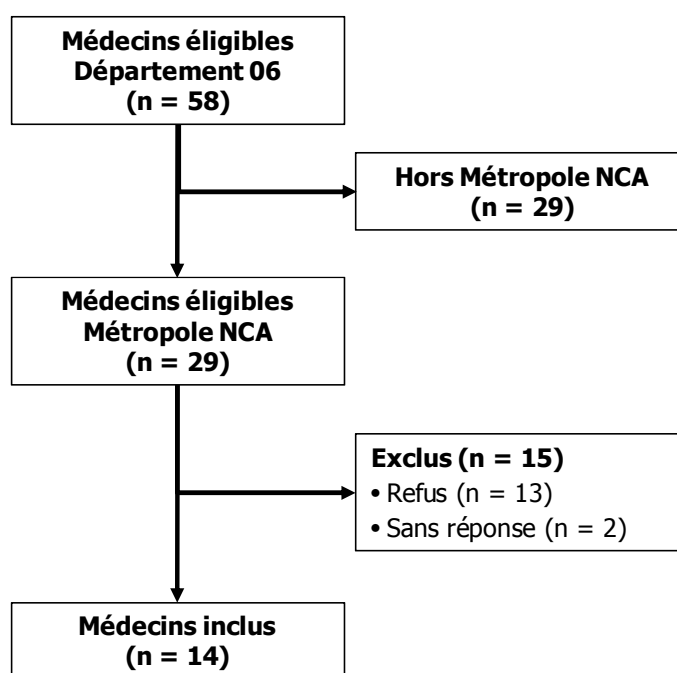 Médecins éligibles
Département 06
(n = 58)
Hors Métropole NCA
(n = 29)
Médecins éligibles
Métropole NCA
(n = 29)
Exclus (n = 15)
• Refus (n = 13)
• Sans réponse (n = 2)
Médecins inclus
(n = 14)